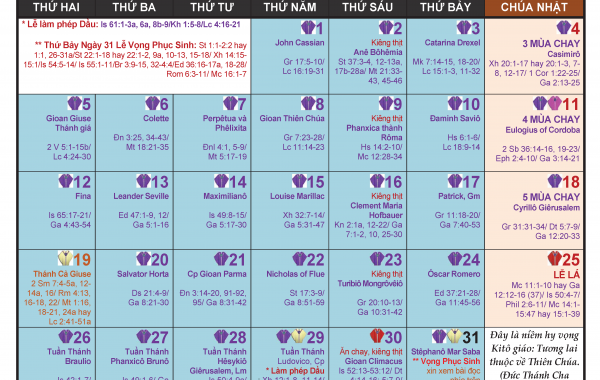 THỨ HAI THỨ BA THỨ TƯ THỨ NĂM THỨ SÁU THỨ BẢY CHÚA NHẬT
* Lễ làm phép Dầu: Is 61:1-3a, 6a, 8b-9/Kh 1:5-8/Lc 4:16-21
** Thứ Bảy Ngày 31 Lễ Vọng Phục Sinh: St 1:1-2:2 hay
1:1, 26-31a/St 22:1-18 hay 22:1-2, 9a, 10-13, 15-18/ Xh 14:15-
15:1/Is 54:5-14/ Is 55:1-11/Br 3:9-15, 32-4:4/Ed 36:16-17a, 18-28/
Rom 6:3-11/ Mc 16:1-7
1
John Cassian
Gr 17:5-10/
Lc 16:19-31
2
Kiêng thịt
Anê Bôhêmia
St 37:3-4, 12-13a,
17b-28a/ Mt 21:33-
43, 45-46
3
Catarina Drexel
Mk 7:14-15, 18-20/
Lc 15:1-3, 11-32
4
3 MÙA CHAY
Casimirô
Xh 20:1-17 hay 20:1-3, 7-
8, 12-17/ 1 Cor 1:22-25/
Ga 2:13-25
5
Gioan Giuse
Thánh giá
2 V 5:1-15b/
Lc 4:24-30
6
Colette
Đn 3:25, 34-43/
Mt 18:21-35
7
Perpêtua và
Phêlixita
Đnl 4:1, 5-9/
Mt 5:17-19
8
Gioan Thiên Chúa
Gr 7:23-28/
Lc 11:14-23
9
Kiêng thịt
Phanxica thành
Rôma
Hs 14:2-10/
Mc 12:28-34
10
Đaminh Saviô
Hs 6:1-6/
Lc 18:9-14
11
4 MÙA CHAY
Eulogius of Cordoba
2 Sb 36:14-16, 19-23/
Eph 2:4-10/ Ga 3:14-21
12
Fina
Is 65:17-21/
Ga 4:43-54
13
Leander Seville
Ed 47:1-9, 12/
Ga 5:1-16
14
Maximilianô
Is 49:8-15/
Ga 5:17-30
15
Louise Marillac
Xh 32:7-14/
Ga 5:31-47
16
Kiêng thịt
Clement Maria
Hofbauer
Kn 2:1a, 12-22/ Ga
7:1-2, 10, 25-30
17
Patrick, Gm
Gr 11:18-20/
Ga 7:40-53
18
5 MÙA CHAY
Cyrillô Giêrusalem
Gr 31:31-34/ Dt 5:7-9/
Ga 12:20-33
19
Thánh Cả Giuse
2 Sm 7:4-5a, 12-
14a, 16/ Rm 4:13,
16-18, 22/ Mt 1:16,
18-21, 24a hay
Lc 2:41-51a
20
Salvator Horta
Ds 21:4-9/
Ga 8:21-30
21
Cp Gioan Parma
Đn 3:14-20, 91-92,
95/ Ga 8:31-42
22
Nicholas of Flue
St 17:3-9/
Ga 8:51-59
23
Kiêng thịt
Turibiô Mongrôvêiô
Gr 20:10-13/
Ga 10:31-42
24
Óscar Romero
Ed 37:21-28/
Ga 11:45-56
25
LỄ LÁ
Mc 11:1-10 hay Ga
12:12-16 (37)/ Is 50:4-7/
Phil 2:6-11/ Mc 14:1-
15:47 hay 15:1-39
26
Tuần Thánh
Braulio
Is 42:1-7/
27
Tuần Thánh
Phanxicô Brunô
28
Tuần Thánh
Hêsykiô
Giêrusalem, Gm
Is 50:4-9a/
29
Tuần Thánh
Ludovico, Cp
* Làm phép Dầu
30
Ăn chay, kiêng thịt
Gioan Climacus
Is 52:13-53:12/ Dt
31
Stêphanô Mar Saba
** Vọng Phục Sinh
xin xem bài đọc
Đây là niềm hy vọng
Kitô giáo: Tương lai
thuộc về Thiên Chúa.
(Đức Thánh Cha